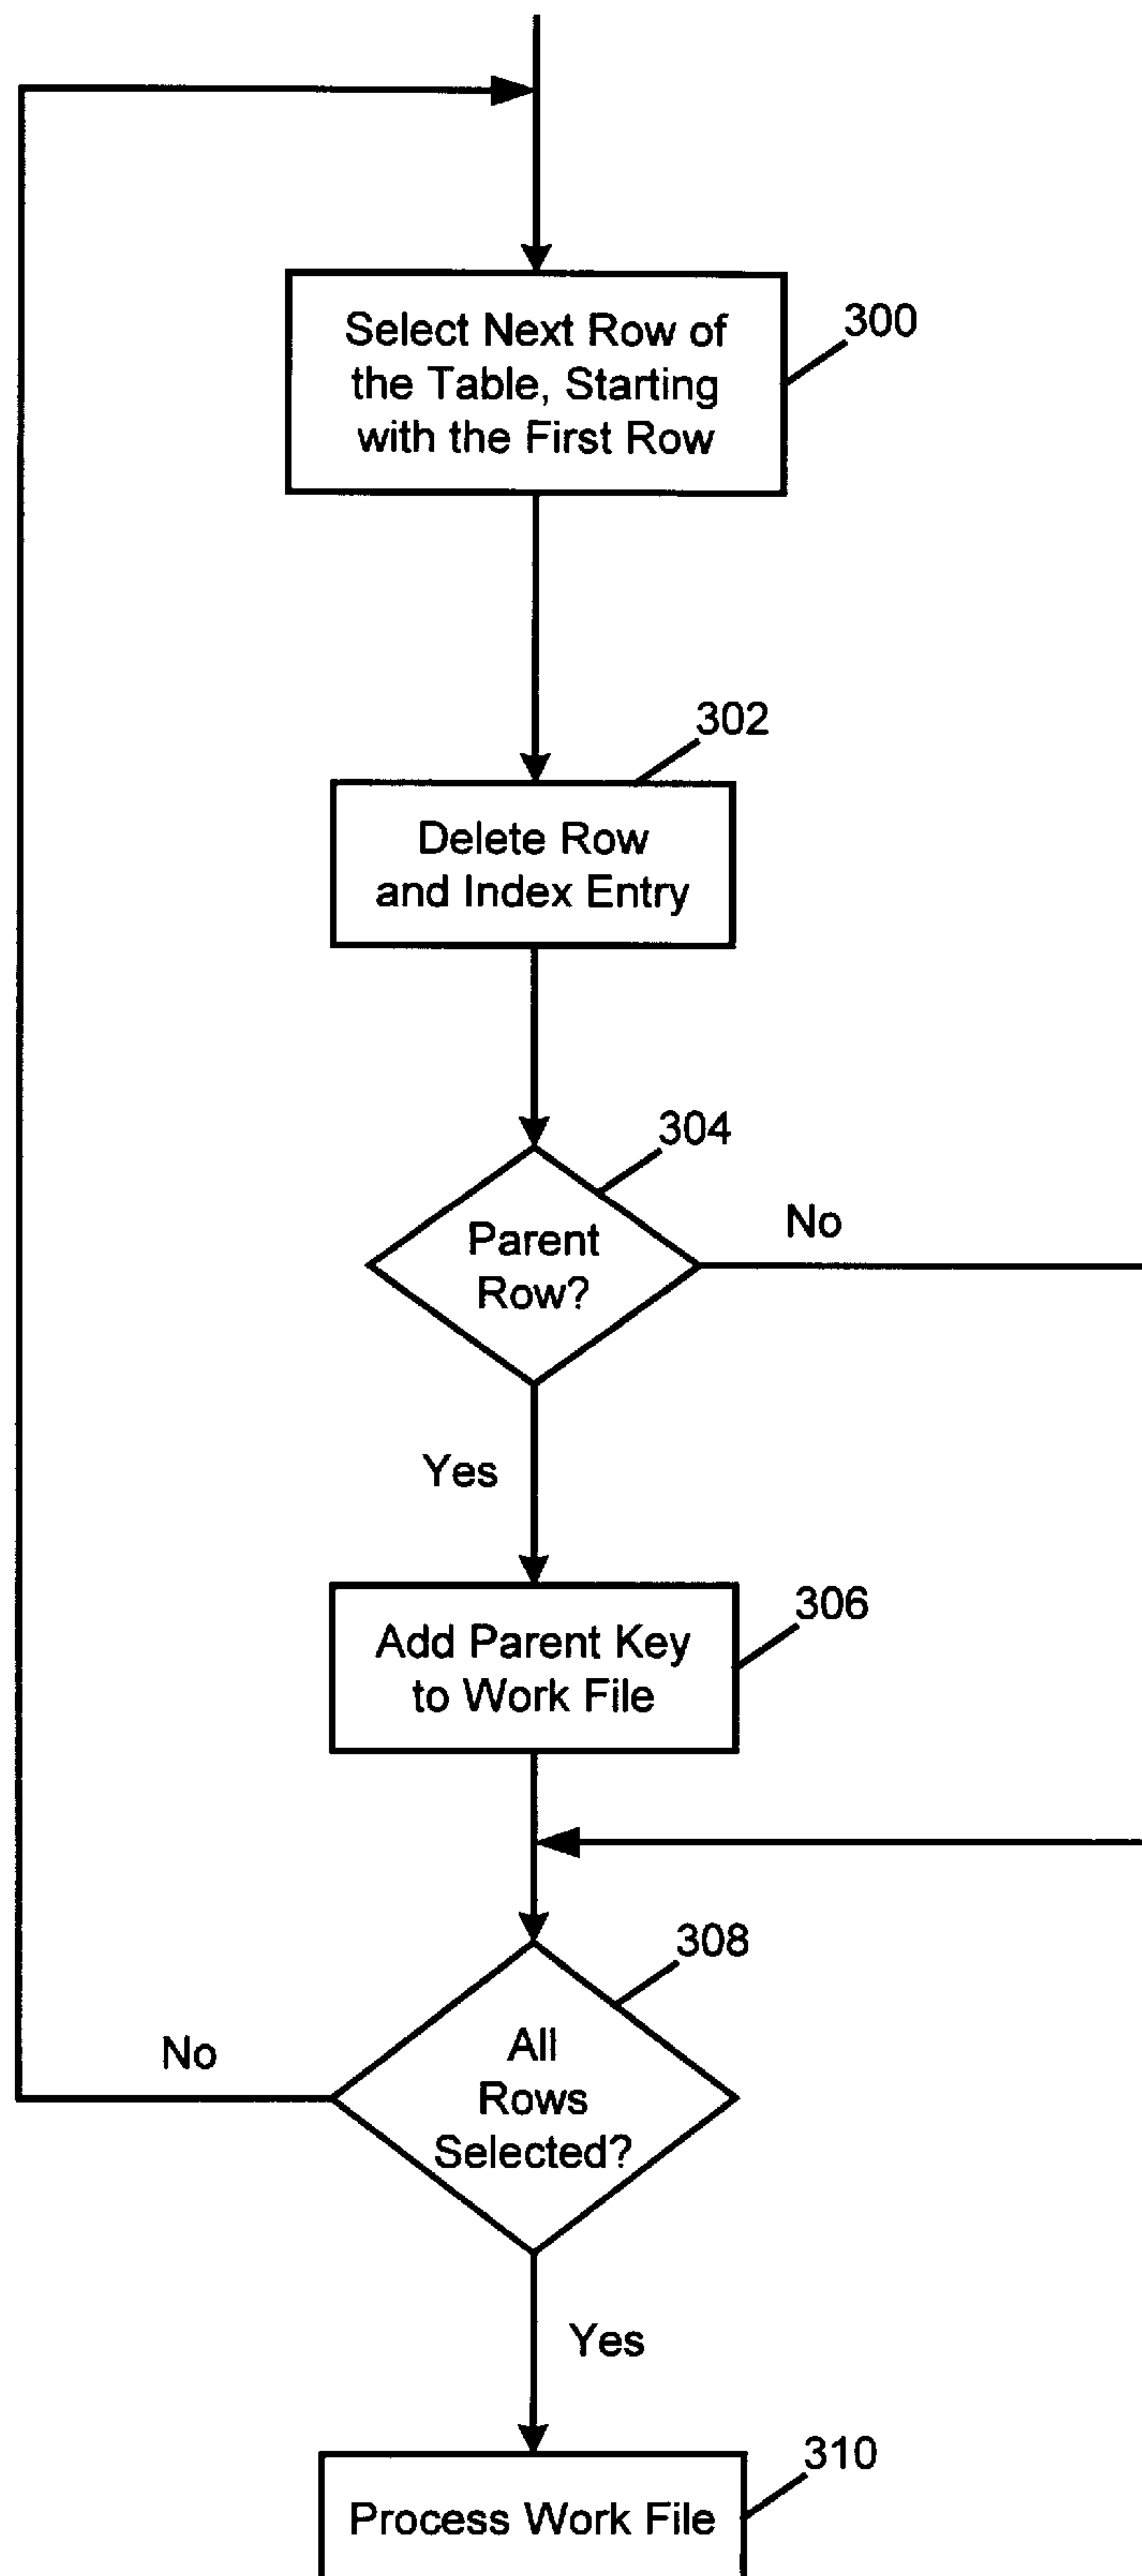 Select Next Row of
the Table, Starting
with the First Row
300
302
Delete Row
and Index Entry
304
Parent
Row?
No
Yes
306
Add Parent Key
to Work File
308
All
Rows
Selected?
No
Yes
310
Process Work File